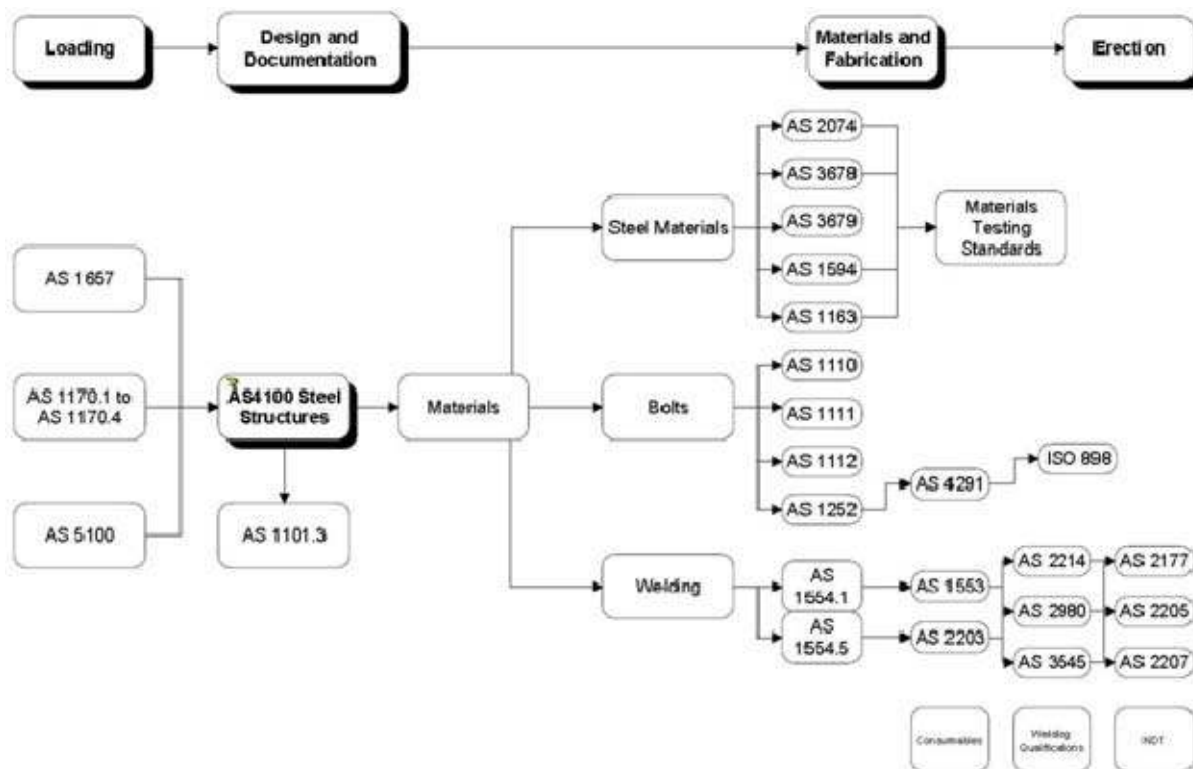 Loading
Design and
Documentation
Materials and
Fabrication
Erection
AS 2074
AS 3678
Steel Materials
AS 3679
Materials
Testing
Standards
AS 1594
AS 1163
AS 1657
AS 1170.1 to
AS 1170.4
AS4100 Steel
Structures
Materials
Bolts
AS 1110
AS 1111
AS 1112
AS 1252
AS 4291
ISO 898
AS 5100
AS 1101.3
Welding
AS
1554.1
AS 1553
AS 2214
AS 2177
AS
1554.5
AS 2203
AS 2980
AS 2205
AS 3545
AS 2207
Consumables
Welding
Qualifications
NDT